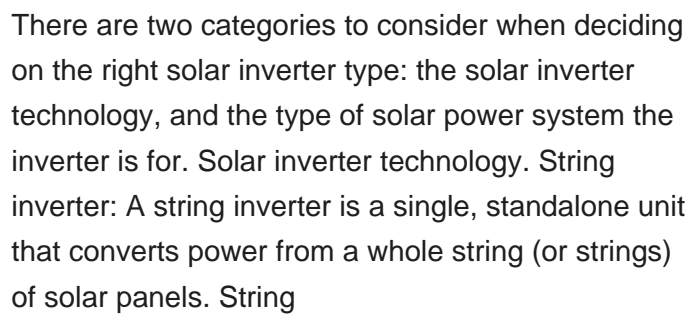 There are two categories to consider when deciding
on the right solar inverter type: the solar inverter
technology, and the type of solar power system the
inverter is for. Solar inverter technology. String
inverter: A string inverter is a single, standalone unit
that converts power from a whole string (or strings)
of solar panels. String